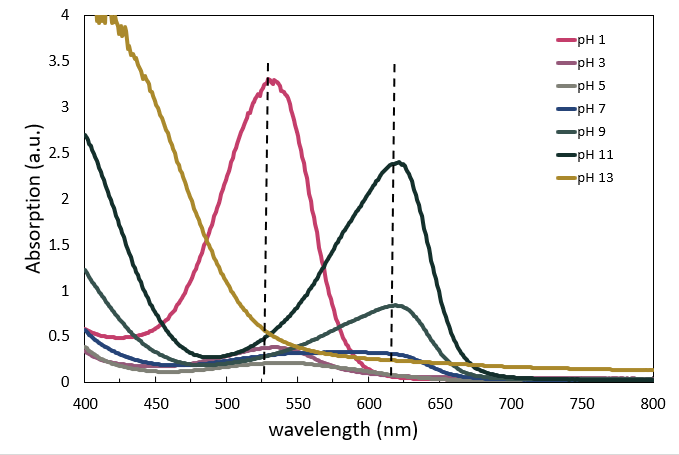 4
3.5
3
2.5
2
1.5
1
0.5
0
Absorption (a.u.)
400 450 500 550 600 650 700 750 800
wavelength (nm)
pH 1
pH 3
pH 5
pH 7
pH 9
pH 11
pH 13